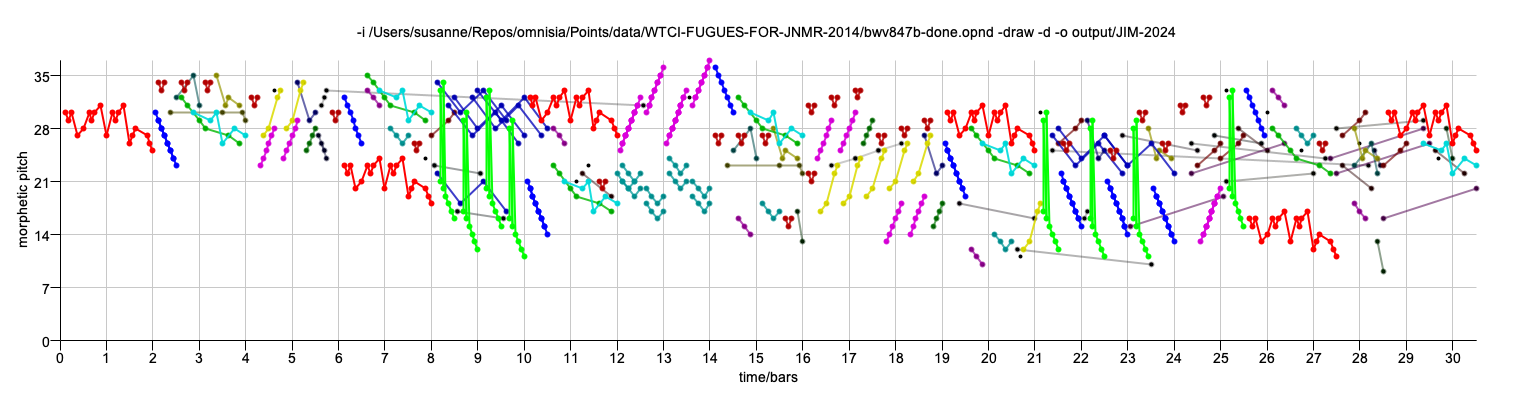 -i /Users/susanne/Repos/omnisia/Points/data/WTCI-FUGUES-FOR-JNMR-2014/bwv847b-done.opnd -draw -d -o output/JIM-2024
morphetic pitch
35
28
21
14
7
0
0 1 2 3 4 5 6 7 8 9 10 11 12 13 14 15 16 17 18 19 20 21 22 23 24 25 26 27 28 29 30
time/bars